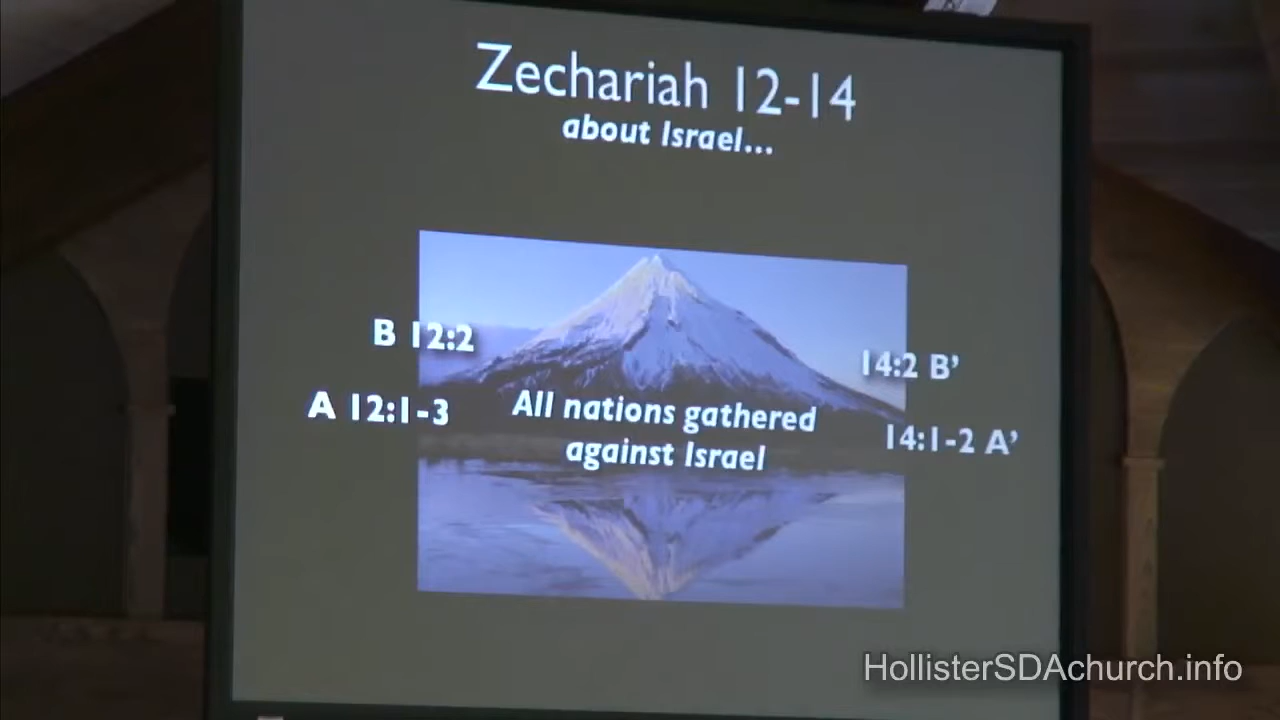 Zechariah 12-14
about Israel...
B 12:2
14:2 B’
A 12:1-3
All nations gathered
against Israel
14:1-2 A’
HollisterSDAchurch.info